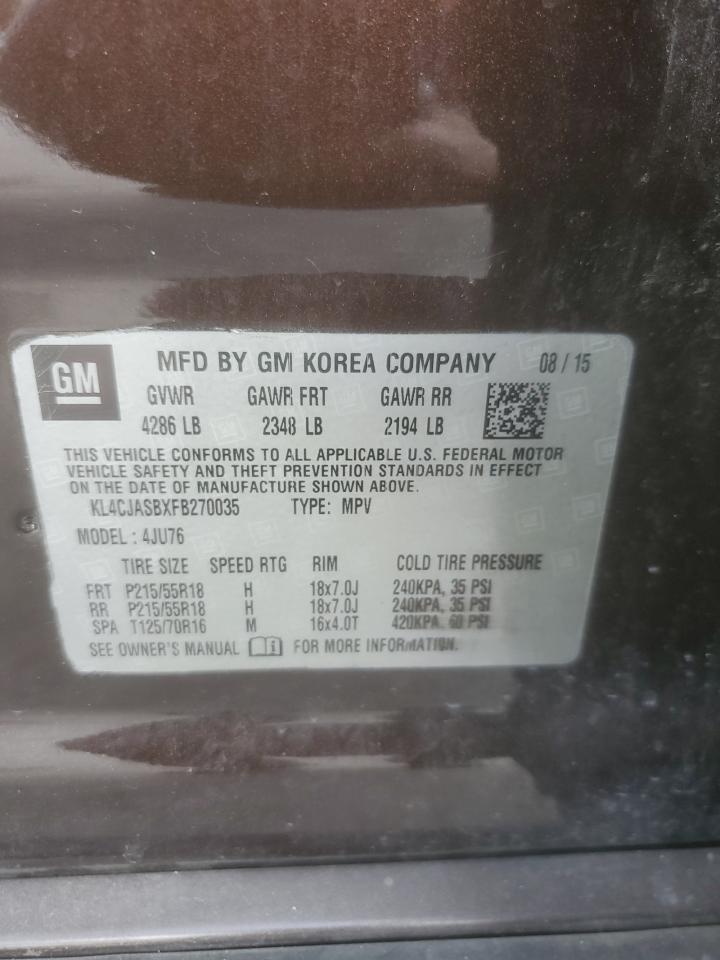 GM MFD BY GM KOREA COMPANY 08 / 15
GVWR GAWR FRT GAWR RR
4286 LB 2348 LB 2194 LB
THIS VEHICLE CONFORMS TO ALL APPLICABLE U.S. FEDERAL MOTOR
VEHICLE SAFETY AND THEFT PREVENTION STANDARDS IN EFFECT
ON THE DATE OF MANUFACTURE SHOWN ABOVE.
KL4CJASBXFB270035 TYPE: MPV
MODEL : 4JU76
TIRE SIZE SPEED RTG RIM COLD TIRE PRESSURE
FRT P215/55R18 H 18x7.0J 240KPA, 35 PSI
RR P215/55R18 H 18x7.0J 240KPA, 35 PSI
SPA T125/70R16 M 16x4.0T 420KPA, 60 PSI
SEE OWNER'S MANUAL i FOR MORE INFORMATION.